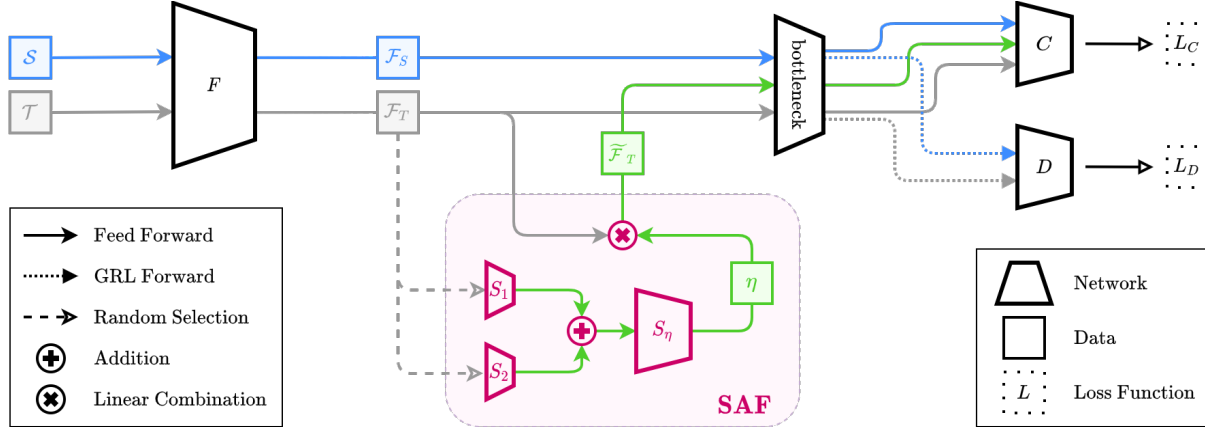 S
F
F_S
bottleneck
C
L_C
T
F_T
F̃_T
D
L_D
Feed Forward
GRL Forward
Random Selection
Addition
Linear Combination
S_1
S_2
S_η
η
SAF
Network
Data
L Loss Function